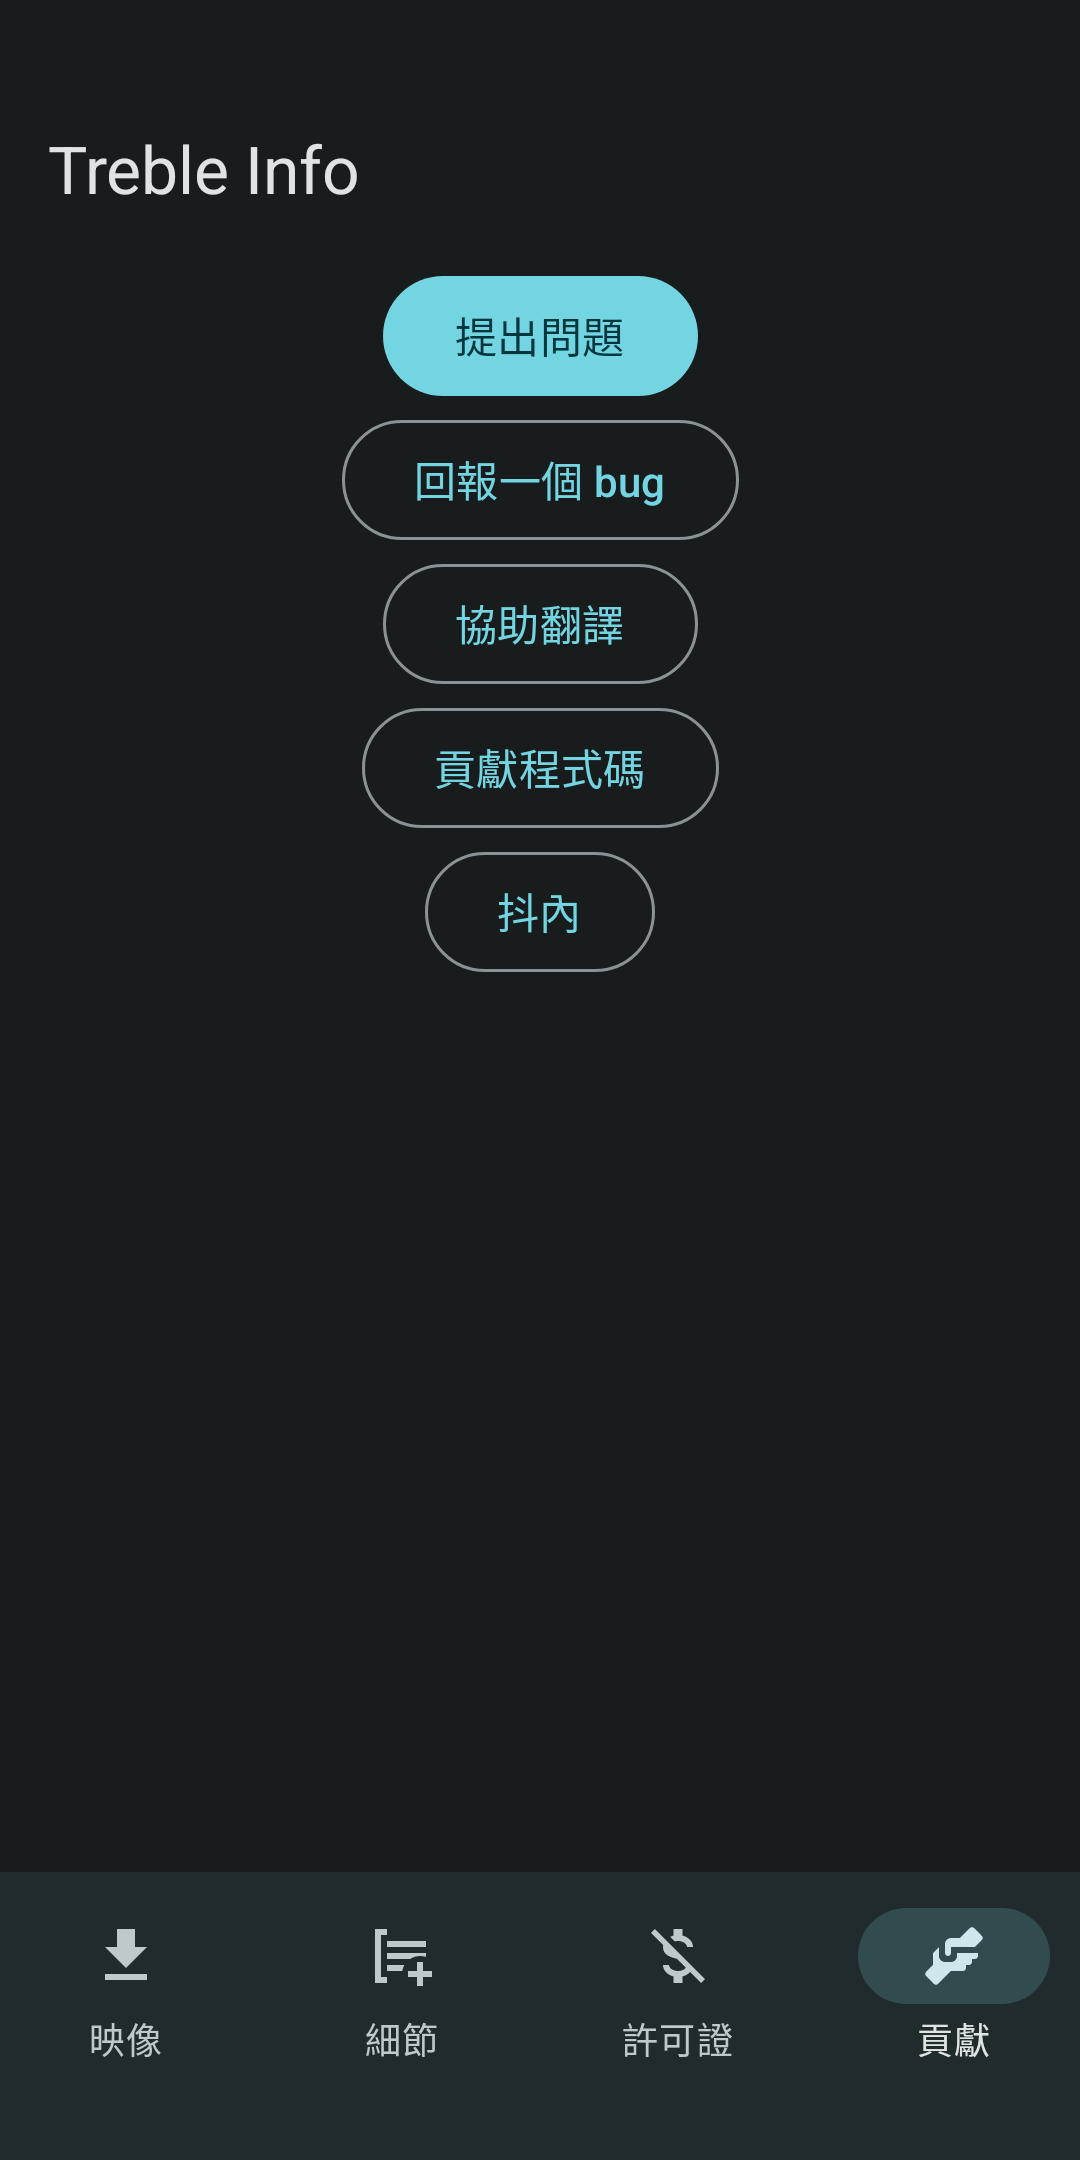 Treble Info
提出問題
回報一個 bug
協助翻譯
貢獻程式碼
抖內
映像
細節
許可證
貢獻